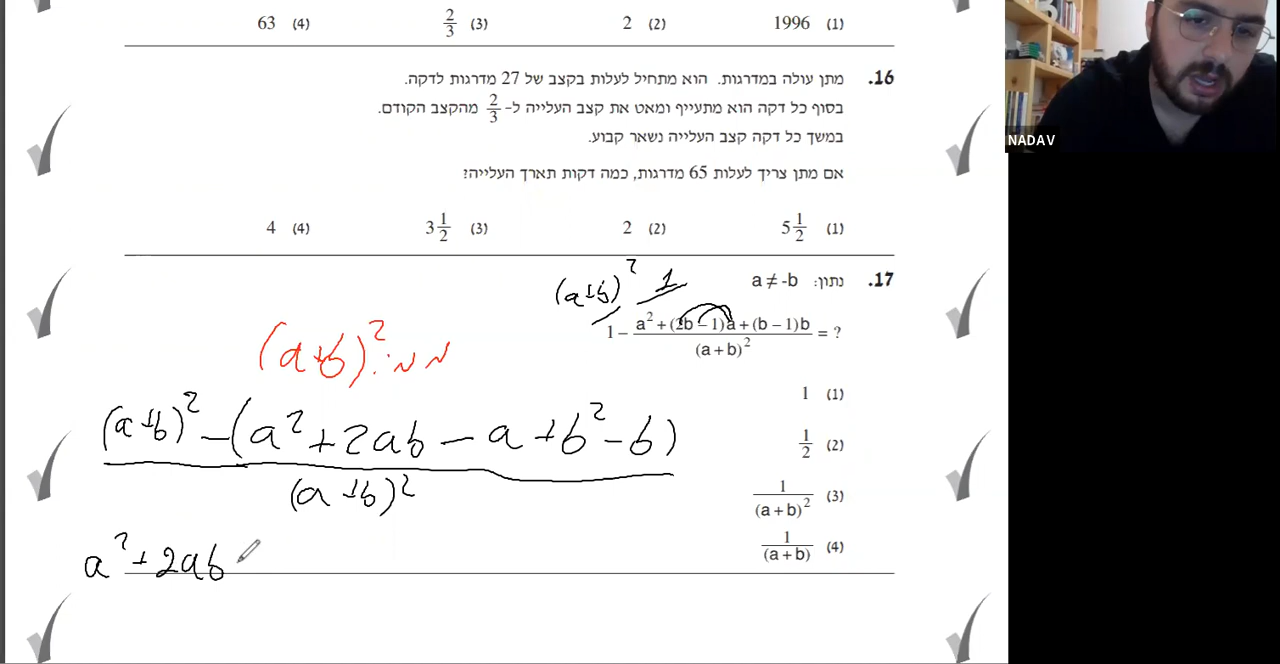 (1) 1996 (2) 2 (3) 2/3 (4) 63
.16 מתן עולה במדרגות. הוא מתחיל לעלות בקצב של 27 מדרגות לדקה.
בסוף כל דקה הוא מתעייף ומאט את קצב העלייה ל- 2/3 מהקצב הקודם.
במשך כל דקה קצב העלייה נשאר קבוע.
אם מתן צריך לעלות 65 מדרגות, כמה דקות תארך העלייה?
(1) 5 1/2 (2) 2 (3) 3 1/2 (4) 4
.17 נתון: a ≠ -b
(a+b)² 1
1 - (a² + (2b - 1)a + (b - 1)b) / (a + b)² = ?
(a+b)² :מ מ
(1) 1
((a+b)² - (a² + 2ab - a + b² - b)) / (a+b)²
(2) 1/2
(3) 1/(a + b)²
(4) 1/(a + b)
a² + 2ab
NADAV